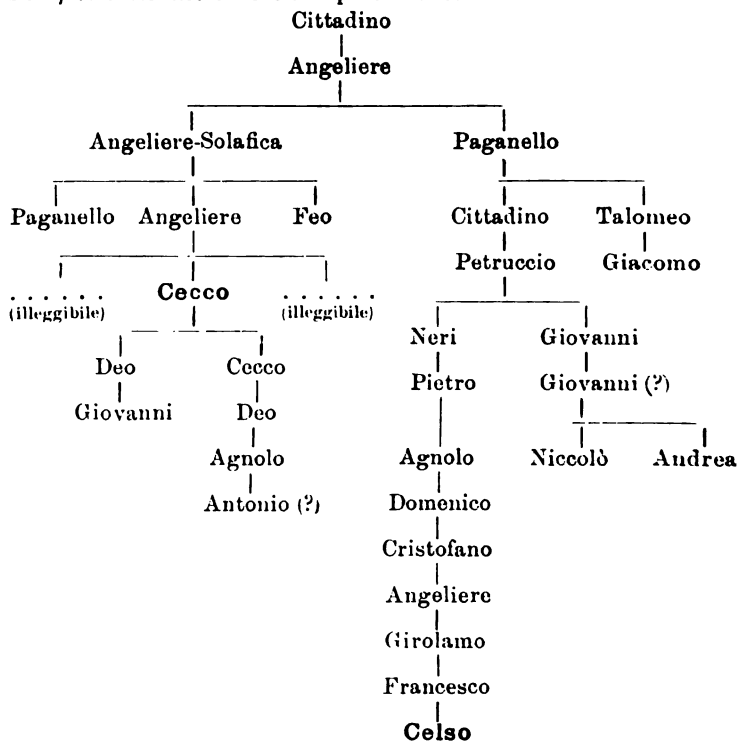 Cittadino
Angeliere
Angeliere-Solafica Paganello
Paganello Angeliere Feo Cittadino Talomeo
Petruccio Giacomo
. . . . . . Cecco . . . . . .
(illeggibile) (illeggibile)
Neri Giovanni
Deo Cecco
Pietro Giovanni (?)
Giovanni Deo
Agnolo Agnolo Niccolò Andrea
Antonio (?) Domenico
Cristofano
Angeliere
Girolamo
Francesco
Celso